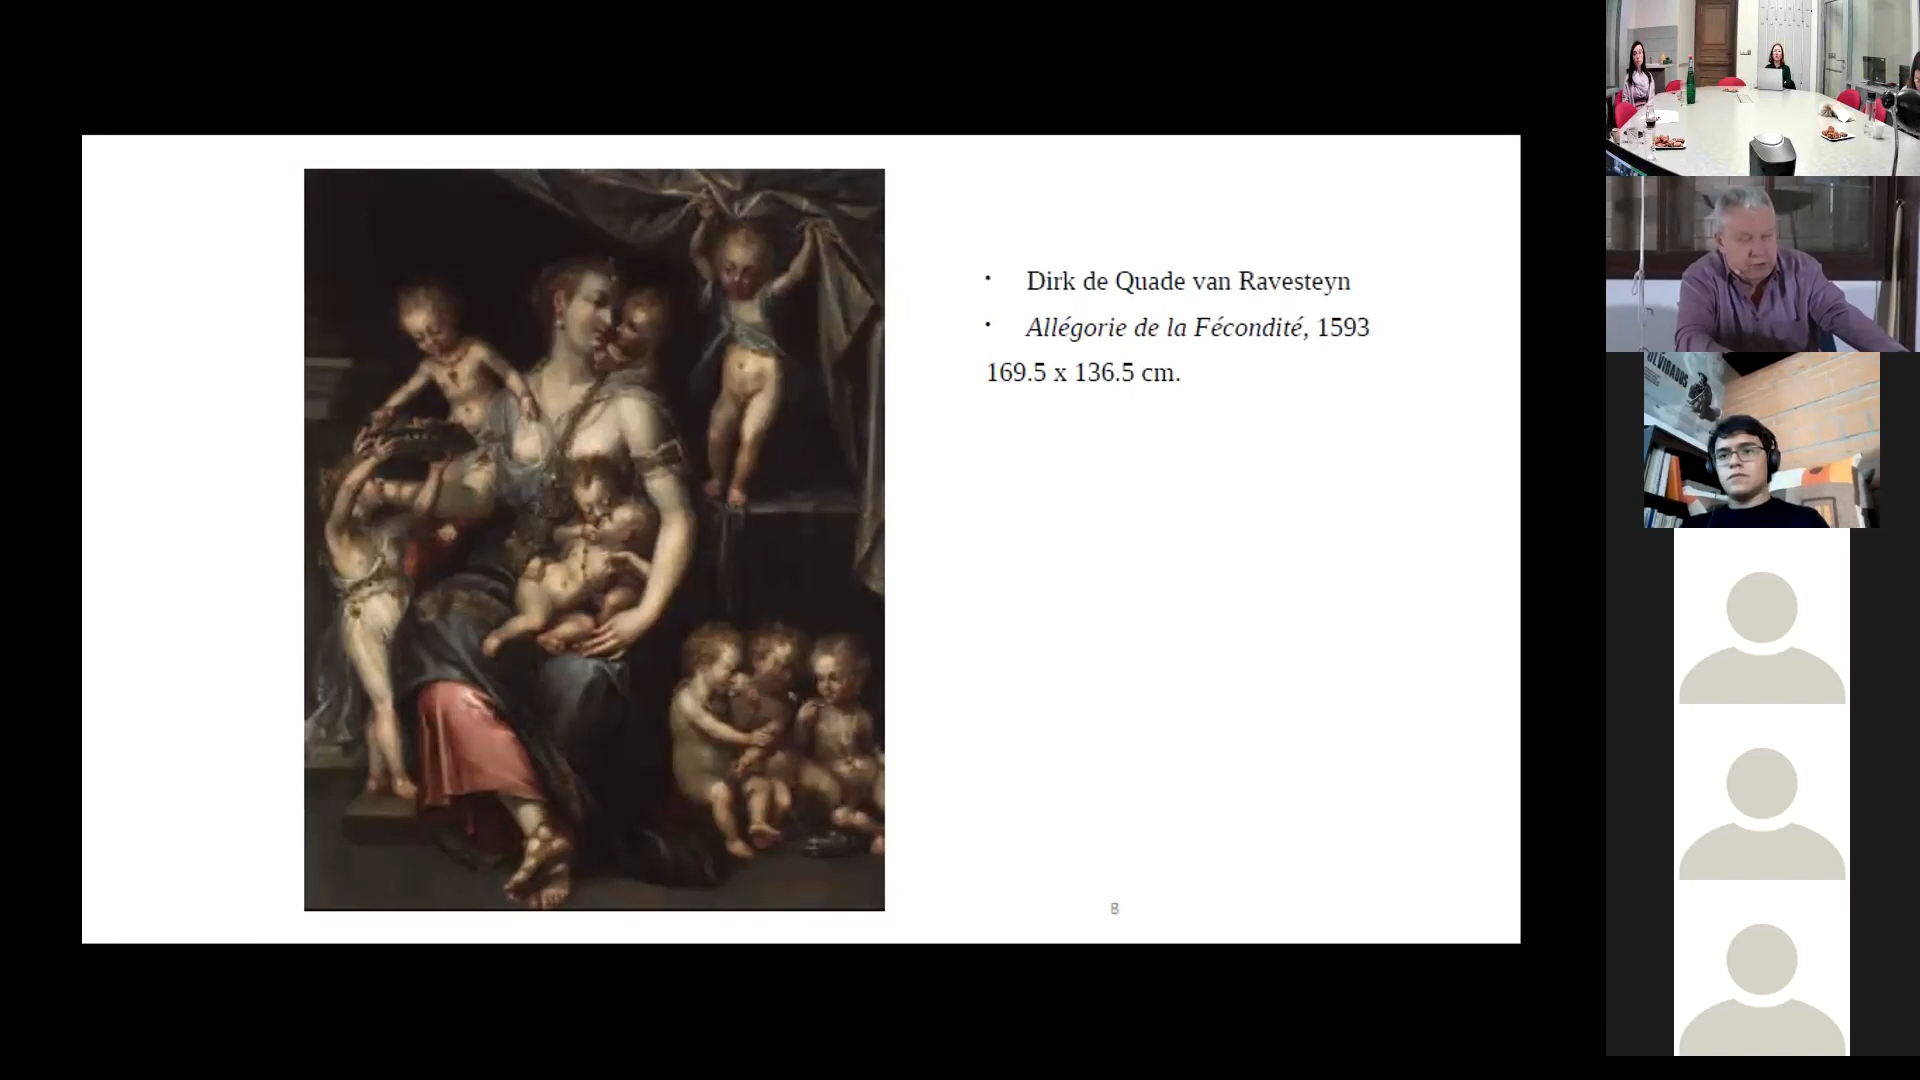 • Dirk de Quade van Ravesteyn
• Allégorie de la Fécondité, 1593
169.5 x 136.5 cm.
8